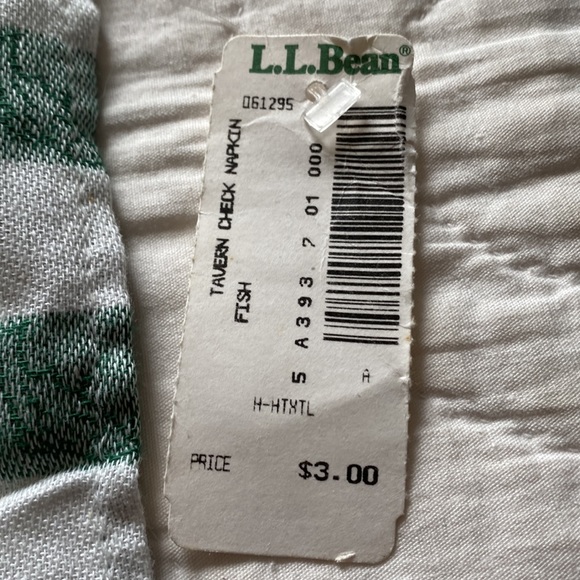 L.L.Bean®
061295
TAVERN CHECK NAPKIN
FISH
5 A393.7 01 000
A
H-HTXTL
PRICE $3.00